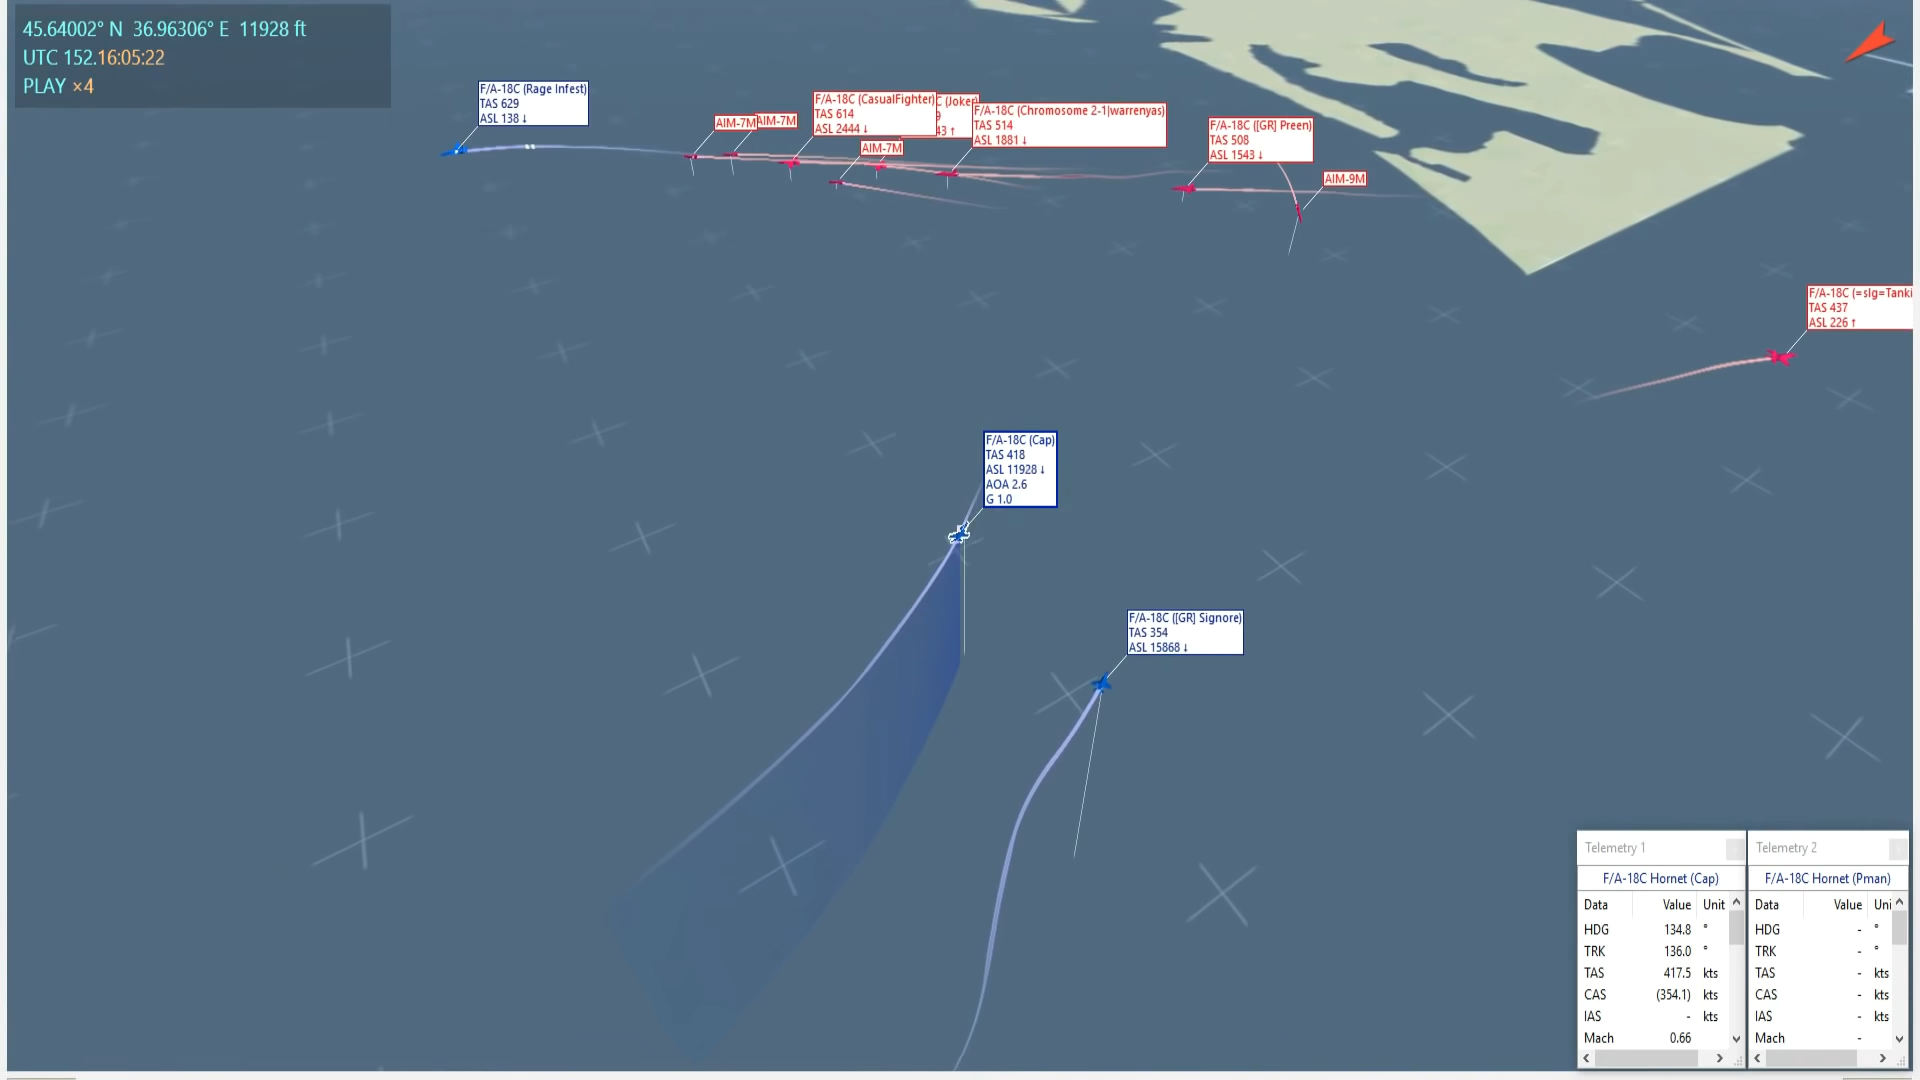 45.64002° N 36.96306° E 11928 ft
UTC 152.16:05:22
PLAY ×4
F/A-18C (Rage Infest)
TAS 629
ASL 138↓
AIM-7M
AIM-7M
F/A-18C (CasualFighter)
TAS 614
ASL 2444↓
C (Joker)
9
43↑
AIM-7M
F/A-18C (Chromosome 2-1|warrenyas)
TAS 514
ASL 1881↓
F/A-18C ([GR] Preen)
TAS 508
ASL 1543↓
AIM-9M
F/A-18C (=slg=Tanki
TAS 437
ASL 226↑
F/A-18C (Cap)
TAS 418
ASL 11928↓
AOA 2.6
G 1.0
F/A-18C ([GR] Signore)
TAS 354
ASL 15868↓
Telemetry 1
F/A-18C Hornet (Cap)
Data Value Unit
HDG 134.8 °
TRK 136.0 °
TAS 417.5 kts
CAS (354.1) kts
IAS - kts
Mach 0.66
Telemetry 2
F/A-18C Hornet (Pman)
Data Value Uni
HDG - °
TRK - °
TAS - kts
CAS - kts
IAS - kts
Mach -